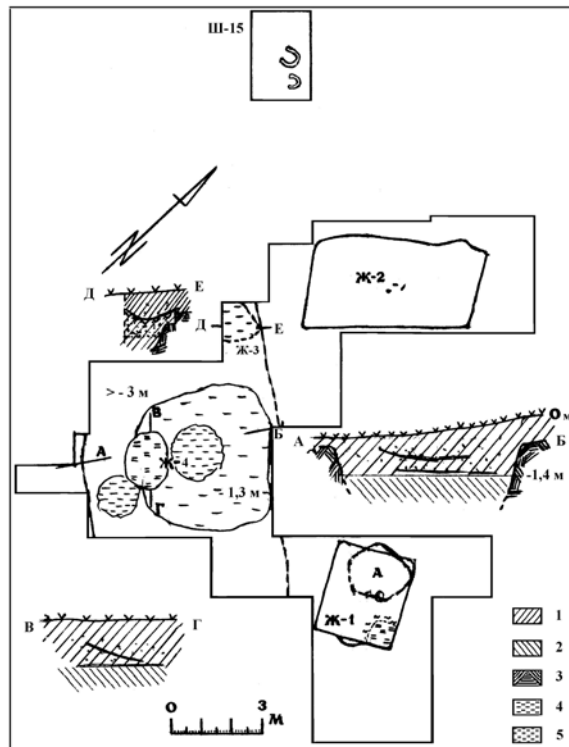 Ш-15
Ж-2
Д Е
Д Е
Ж-3
> - 3 м
В
А Б
Ж-4
Г
- 1,3 м
О м
А Б
-1,4 м
А
Ж-1
В Г
1
2
3
4
5
О 3
М